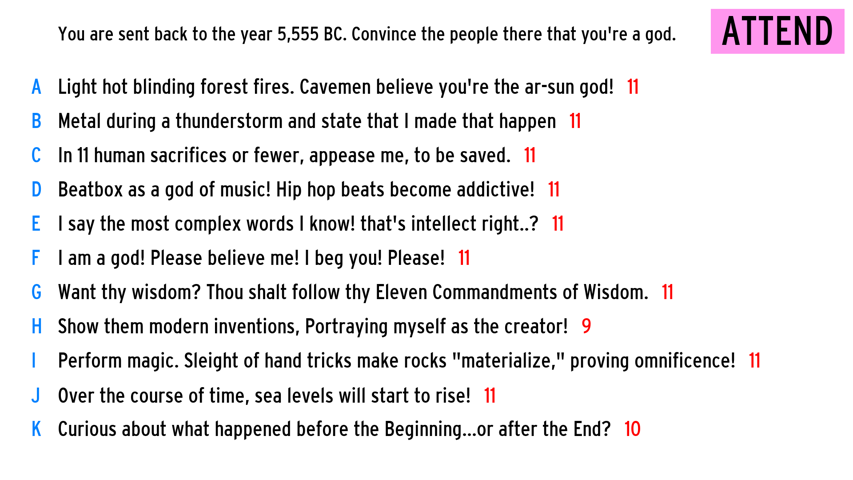 You are sent back to the year 5,555 BC. Convince the people there that you're a god.
ATTEND
A Light hot blinding forest fires. Cavemen believe you're the ar-sun god! 11
B Metal during a thunderstorm and state that I made that happen 11
C In 11 human sacrifices or fewer, appease me, to be saved. 11
D Beatbox as a god of music! Hip hop beats become addictive! 11
E I say the most complex words I know! that's intellect right..? 11
F I am a god! Please believe me! I beg you! Please! 11
G Want thy wisdom? Thou shalt follow thy Eleven Commandments of Wisdom. 11
H Show them modern inventions, Portraying myself as the creator! 9
I Perform magic. Sleight of hand tricks make rocks "materialize," proving omnificence! 11
J Over the course of time, sea levels will start to rise! 11
K Curious about what happened before the Beginning...or after the End? 10